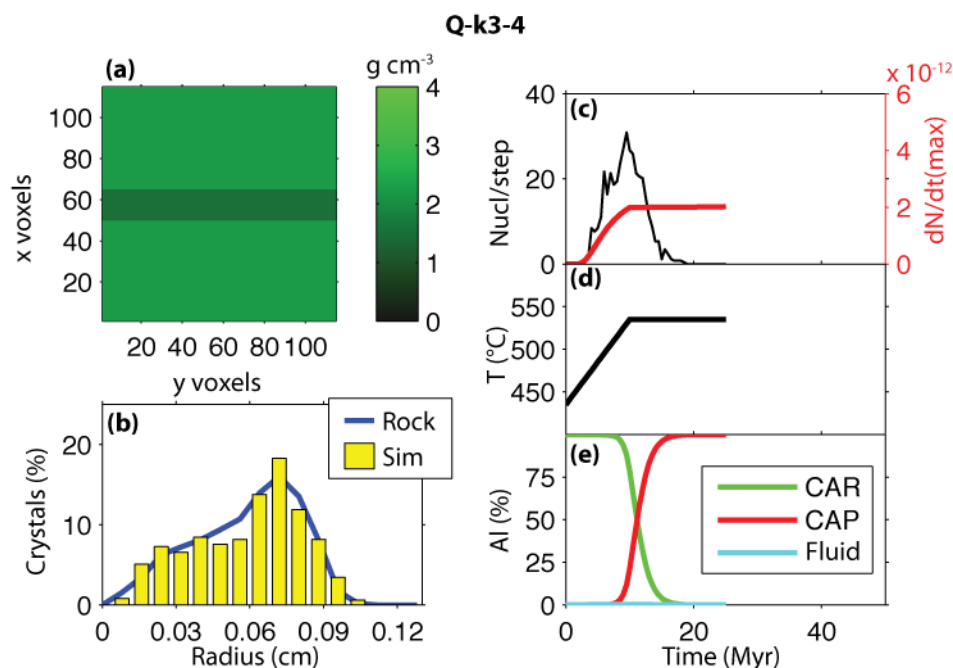 Q-k3-4
(a)
g cm-3
x voxels
100
80
60
40
20
20 40 60 80 100
y voxels
4
3
2
1
0
(b)
Rock
Sim
Crystals (%)
20
10
0
0 0.03 0.06 0.09 0.12
Radius (cm)
(c)
Nucl/step
40
20
0
x 10-12
6
4
2
0
dN/dt(max)
(d)
T (°C)
550
500
450
(e)
Al (%)
75
50
25
0
CAR
CAP
Fluid
0 20 40
Time (Myr)